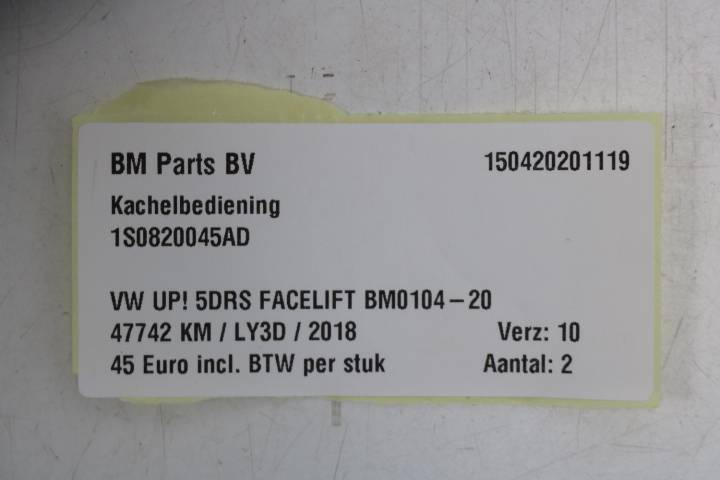 BM Parts BV 150420201119
Kachelbediening
1S0820045AD
VW UP! 5DRS FACELIFT BM0104-20
47742 KM / LY3D / 2018 Verz: 10
45 Euro incl. BTW per stuk Aantal: 2